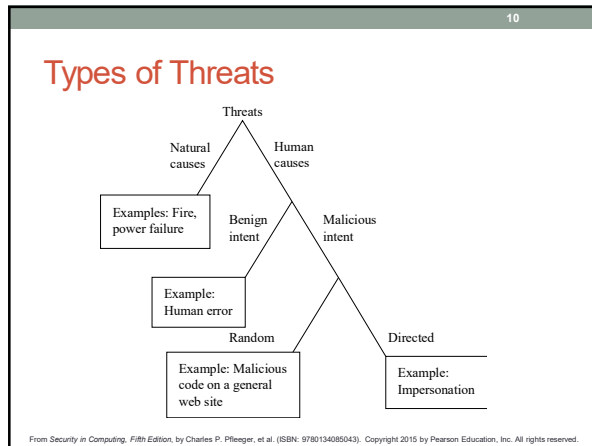 10
Types of Threats
Threats
Natural
causes
Human
causes
Examples: Fire,
power failure
Benign
intent
Malicious
intent
Example:
Human error
Random
Directed
Example: Malicious
code on a general
web site
Example:
Impersonation
From Security in Computing, Fifth Edition, by Charles P. Pfleeger, et al. (ISBN: 9780134085043). Copyright 2015 by Pearson Education, Inc. All rights reserved.